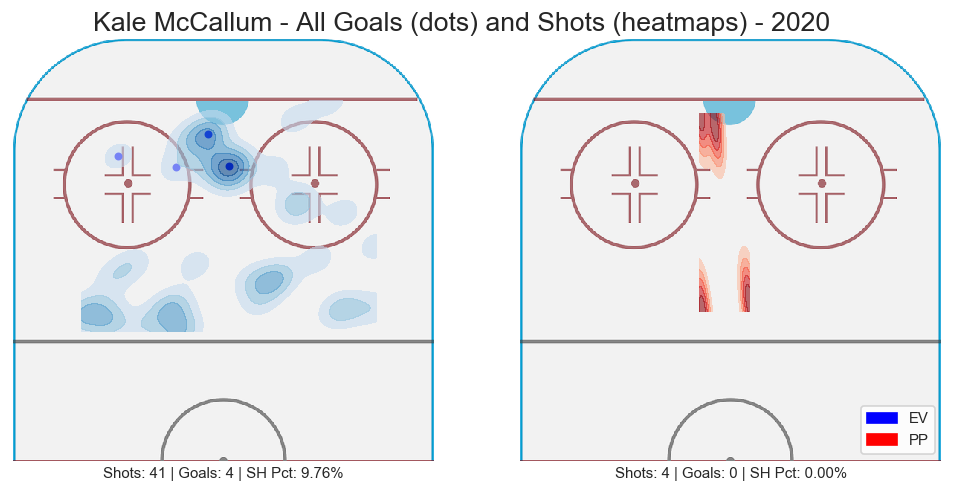 Kale McCallum - All Goals (dots) and Shots (heatmaps) - 2020
EV
PP
Shots: 41 | Goals: 4 | SH Pct: 9.76%
Shots: 4 | Goals: 0 | SH Pct: 0.00%